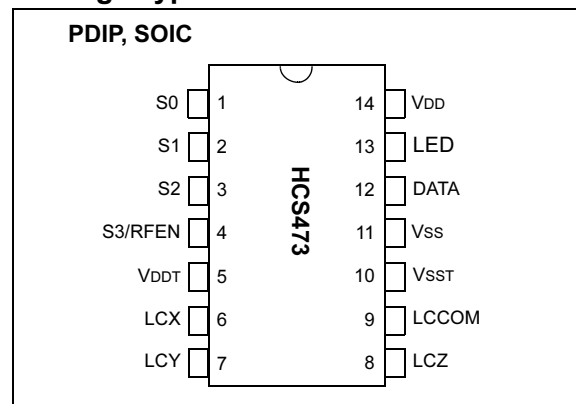 PDIP, SOIC
S0 1 14 VDD
S1 2 13 LED
S2 3 12 DATA
S3/RFEN 4 11 VSS
VDDT 5 10 VSST
LCX 6 9 LCCOM
LCY 7 8 LCZ
HCS473